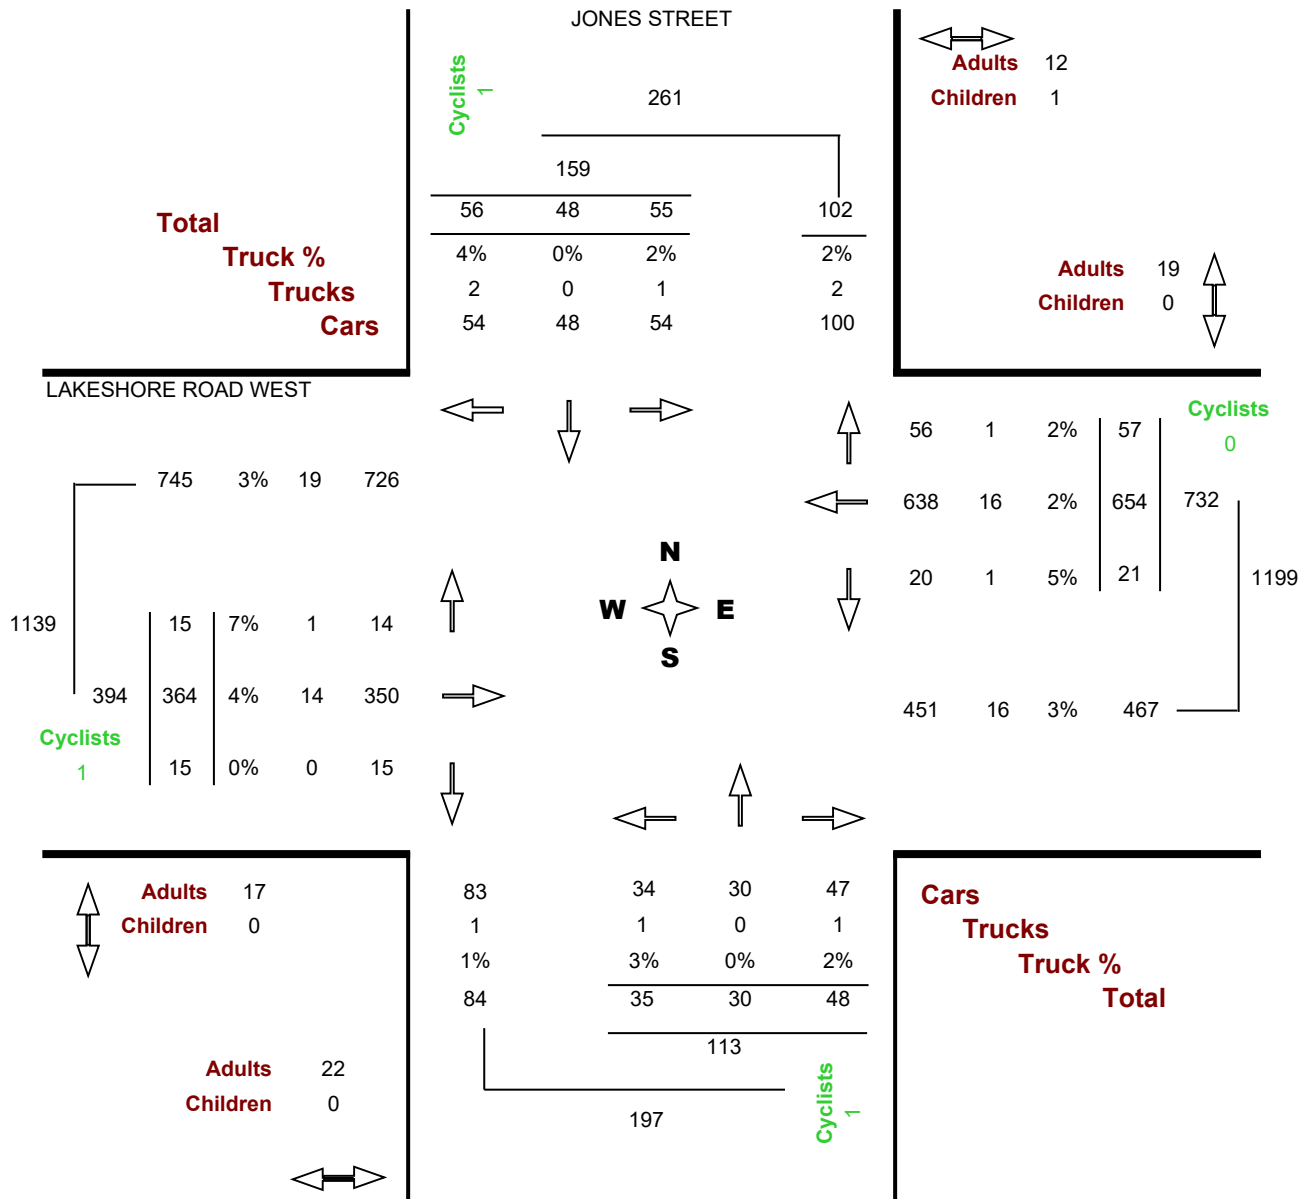 JONES STREET
Cyclists
1
261
Adults 12
Children 1
159
56 48 55 102
Total
4% 0% 2% 2%
Truck %
2 0 1 2
Trucks
54 48 54 100
Cars
Adults 19
Children 0
LAKESHORE ROAD WEST
Cyclists
0
56 1 2% 57
745 3% 19 726
638 16 2% 654 732
20 1 5% 21
1199
N
W E
S
1139
15 7% 1 14
394 364 4% 14 350
451 16 3% 467
Cyclists
1
15 0% 0 15
Adults 17
Children 0
83 34 30 47
1 1 0 1
1% 3% 0% 2%
84 35 30 48
Cars
Trucks
Truck %
Total
113
Adults 22
Children 0
197
Cyclists
1